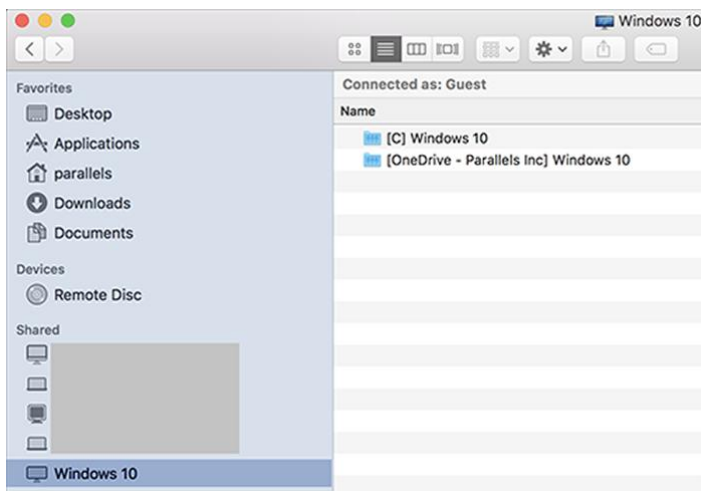 Windows 10
Favorites
Desktop
Applications
parallels
Downloads
Documents
Devices
Remote Disc
Shared
Windows 10
Connected as: Guest
Name
[C] Windows 10
[OneDrive - Parallels Inc] Windows 10